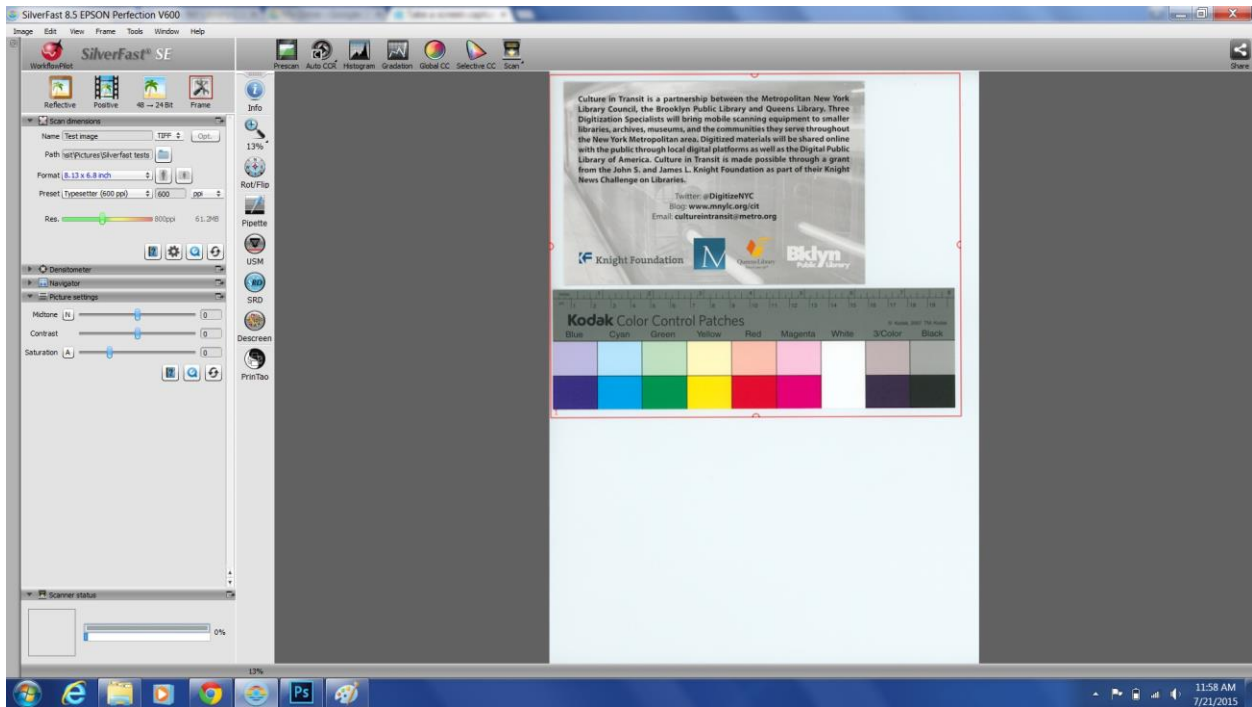 SilverFast 8.5 EPSON Perfection V600
Image Edit View Frame Tools Window Help
WorkflowPilot
SilverFast® SE
Prescan Auto CCR Histogram Gradation Global CC Selective CC Scan
Share
Reflective Positive 48 → 24 Bit Frame
Scan dimensions
Name Test image TIFF Opt.
Path \Pictures\Silverfast tests
Format 8.13 x 6.8 inch
Preset Typesetter (600 ppi) 600 ppi
Res. 800ppi 61.2MB
Densitometer
Navigator
Picture settings
Midtone N 0
Contrast 0
Saturation A 0
Scanner status
0%
Info
13%
Rot/Flip
Pipette
USM
SRD
Descreen
PrinTao
Culture in Transit is a partnership between the Metropolitan New York
Library Council, the Brooklyn Public Library and Queens Library. Three
Digitization Specialists will bring mobile scanning equipment to smaller
libraries, archives, museums, and the communities they serve throughout
the New York Metropolitan area. Digitized materials will be shared online
with the public through local digital platforms as well as the Digital Public
Library of America. Culture in Transit is made possible through a grant
from the John S. and James L. Knight Foundation as part of their Knight
News Challenge on Libraries.
Twitter: @DigitizeNYC
Blog: www.mnylc.org/cit
Email: cultureintransit@metro.org
Knight Foundation
M
Queens Library
Bklyn
Public Library
Kodak Color Control Patches
Blue Cyan Green Yellow Red Magenta White 3/Color Black
13%
Ps
11:58 AM
7/21/2015